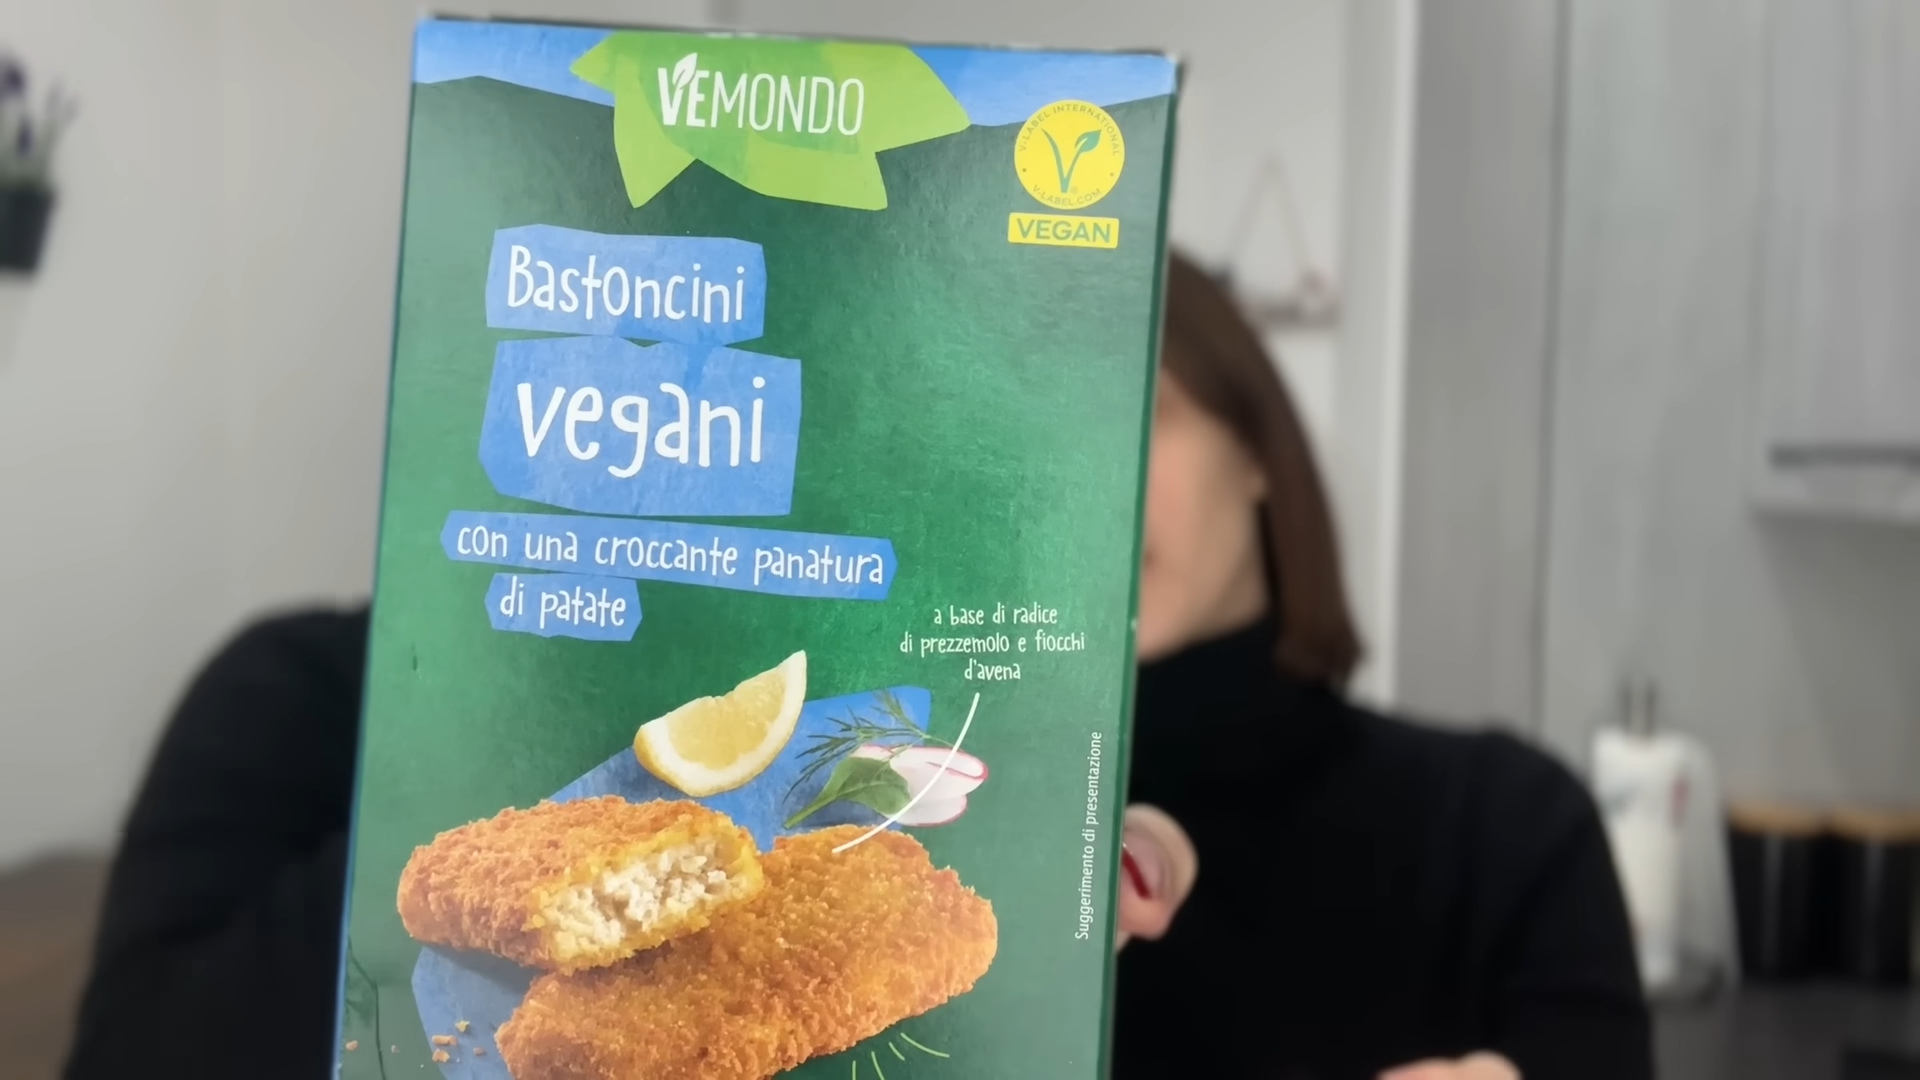 VEMONDO
V-LABEL INTERNATIONAL
V-LABEL.COM
VEGAN
Bastoncini
vegani
con una croccante panatura
di patate
a base di radice
di prezzemolo e fiocchi
d'avena
Suggerimento di presentazione